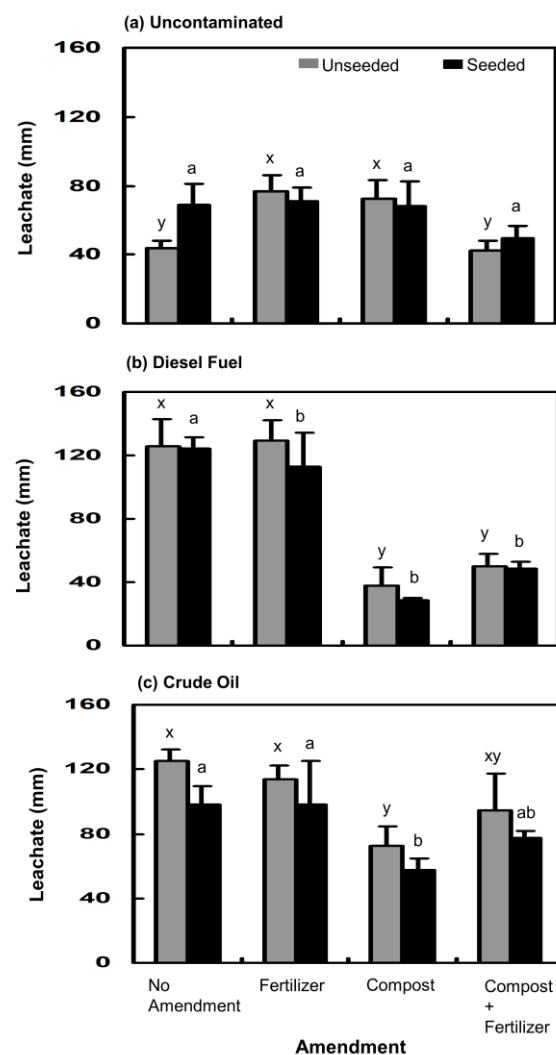 (a) Uncontaminated
160
120
80
40
0
Leachate (mm)
Unseeded Seeded
y a x a x a y a
(b) Diesel Fuel
160
120
80
40
0
Leachate (mm)
x a x b y b y b
(c) Crude Oil
160
120
80
40
0
Leachate (mm)
x a x a y b xy ab
No Fertilizer Compost Compost
Amendment +
Fertilizer
Amendment